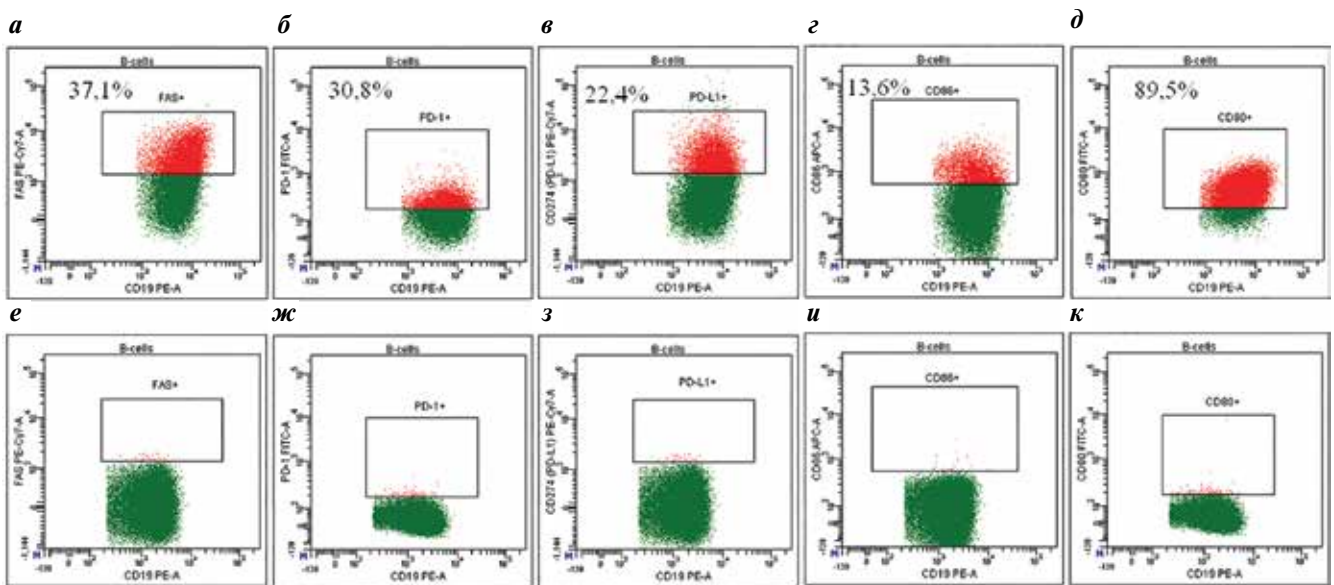 а
B-cells
37,1%
FAS+
FAS PE-Cy7-A
CD19 PE-A
б
B-cells
30,8%
PD-1+
PD-1 FITC-A
CD19 PE-A
в
B-cells
22,4%
PD-L1+
CD274 (PD-L1) PE-Cy7-A
CD19 PE-A
г
B-cells
13,6%
CD86+
CD86 APC-A
CD19 PE-A
д
B-cells
89,5%
CD80+
CD80 FITC-A
CD19 PE-A
е
B-cells
FAS+
FAS PE-Cy7-A
CD19 PE-A
ж
B-cells
PD-1+
PD-1 FITC-A
CD19 PE-A
з
B-cells
PD-L1+
CD274 (PD-L1) PE-Cy7-A
CD19 PE-A
и
B-cells
CD86+
CD86 APC-A
CD19 PE-A
к
B-cells
CD80+
CD80 FITC-A
CD19 PE-A